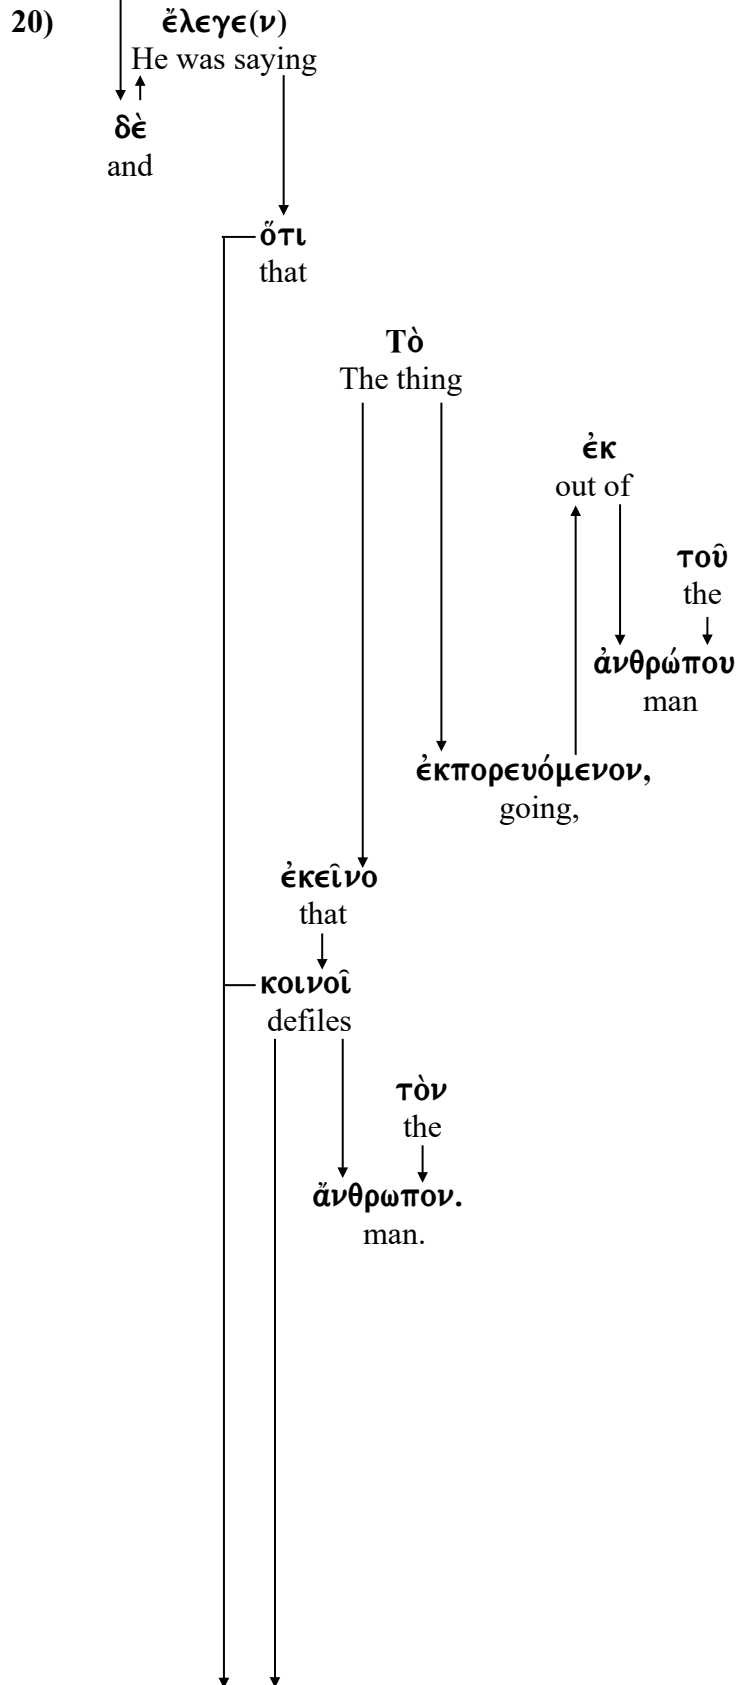 20) ἔλεγε(ν)
He was saying
δὲ
and
ὅτι
that
Τὸ
The thing
ἐκ
out of
τοῦ
the
ἀνθρώπου
man
ἐκπορευόμενον,
going,
ἐκεῖνο
that
κοινοῖ
defiles
τὸν
the
ἄνθρωπον.
man.